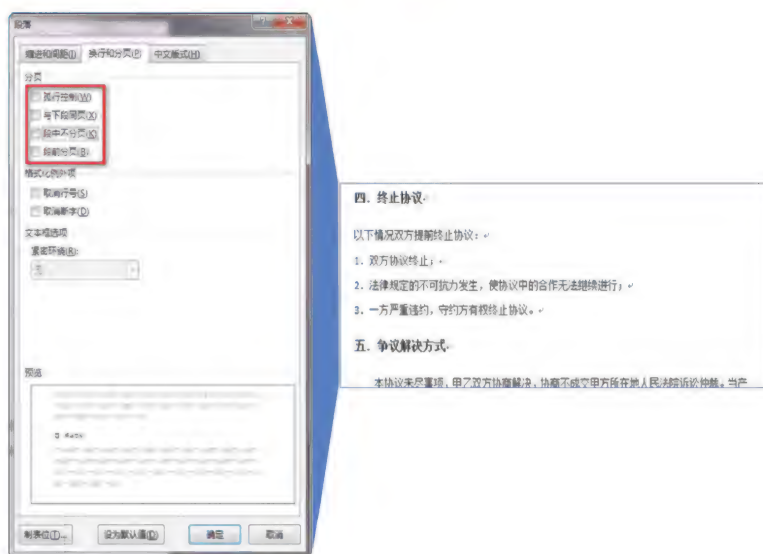 段落
缩进和间距(I) 换行和分页(P) 中文版式(H)
分页
孤行控制(W)
与下段同页(X)
段中不分页(K)
段前分页(B)
格式化例外项
取消行号(S)
取消断字(D)
文本框选项
紧密环绕(R):
无
预览
制表位(T)... 设为默认值(D) 确定 取消
四. 终止协议
以下情况双方提前终止协议:
1. 双方协议终止;
2. 法律规定的不可抗力发生, 使协议中的合作无法继续进行;
3. 一方严重违约, 守约方有权终止协议。
五. 争议解决方式
本协议未尽事项, 甲乙双方协商解决, 协商不成交甲方所在地人民法院诉讼仲裁。当产